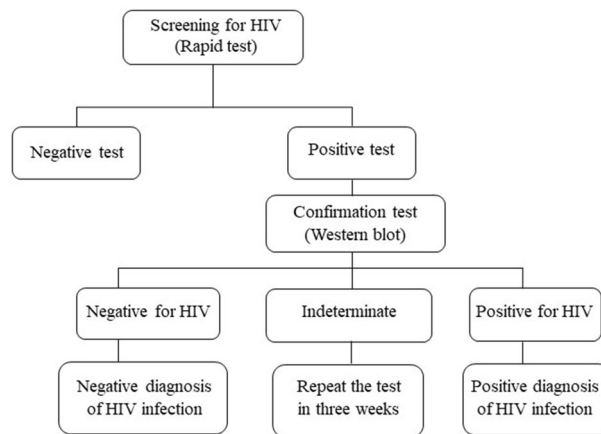 Screening for HIV
(Rapid test)
Negative test
Positive test
Confirmation test
(Western blot)
Negative for HIV
Indeterminate
Positive for HIV
Negative diagnosis
of HIV infection
Repeat the test
in three weeks
Positive diagnosis
of HIV infection